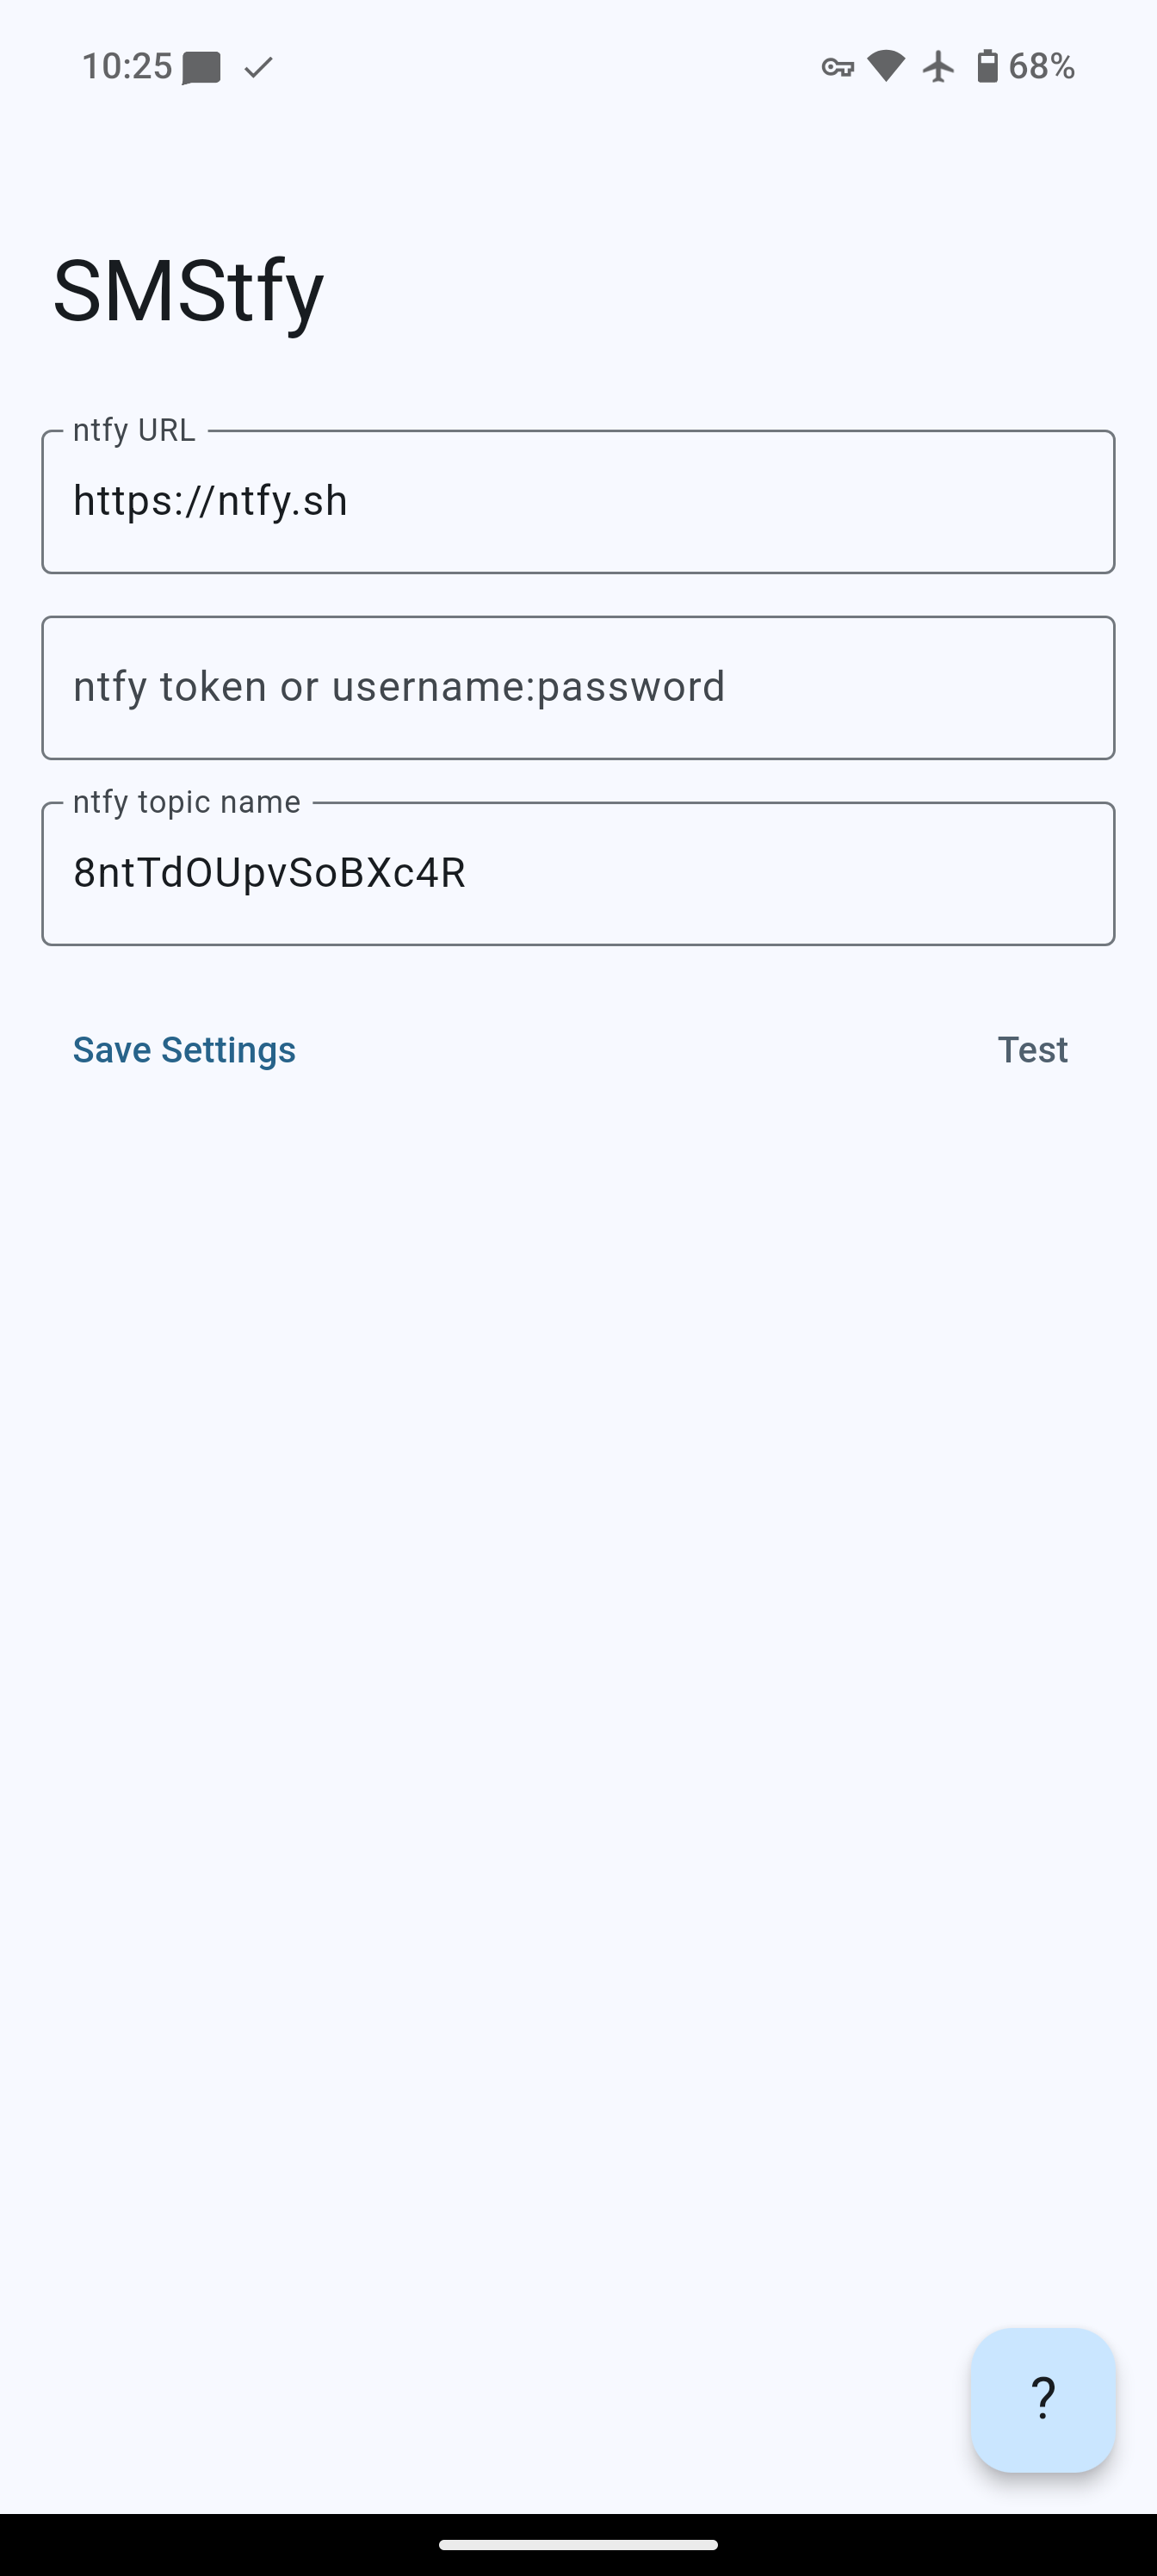 10:25
68%
SMStfy
ntfy URL
https://ntfy.sh
ntfy token or username:password
ntfy topic name
8ntTdOUpvSoBXc4R
Save Settings
Test
?